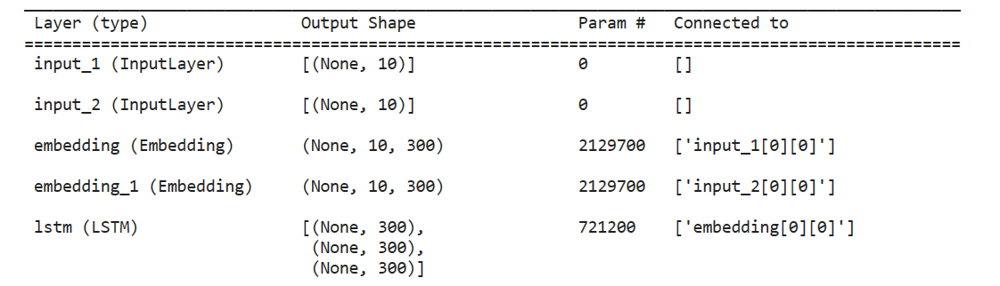 Layer (type) Output Shape Param # Connected to
==================================================================================================
input_1 (InputLayer) [(None, 10)] 0 []
input_2 (InputLayer) [(None, 10)] 0 []
embedding (Embedding) (None, 10, 300) 2129700 ['input_1[0][0]']
embedding_1 (Embedding) (None, 10, 300) 2129700 ['input_2[0][0]']
lstm (LSTM) [(None, 300), 721200 ['embedding[0][0]']
(None, 300),
(None, 300)]